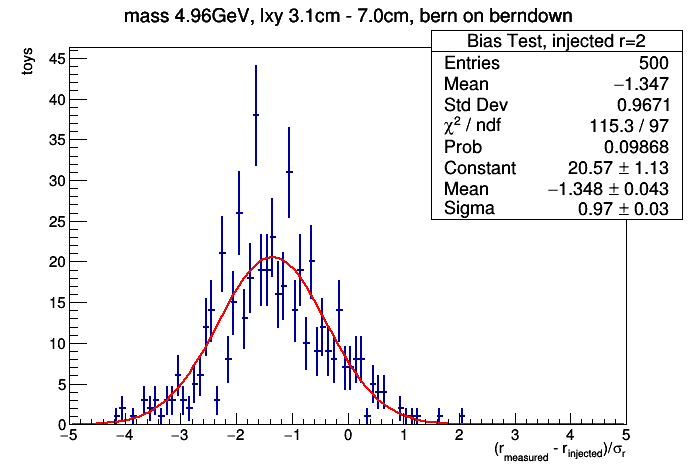 mass 4.96GeV, lxy 3.1cm - 7.0cm, bern on berndown
Bias Test, injected r=2
Entries 500
Mean −1.347
Std Dev 0.9671
χ² / ndf 115.3 / 97
Prob 0.09868
Constant 20.57 ± 1.13
Mean −1.348 ± 0.043
Sigma 0.97 ± 0.03
toys
45
40
35
30
25
20
15
10
5
0
−5 −4 −3 −2 −1 0 1 2 3 4 5
(r_measured - r_injected)/σ_r